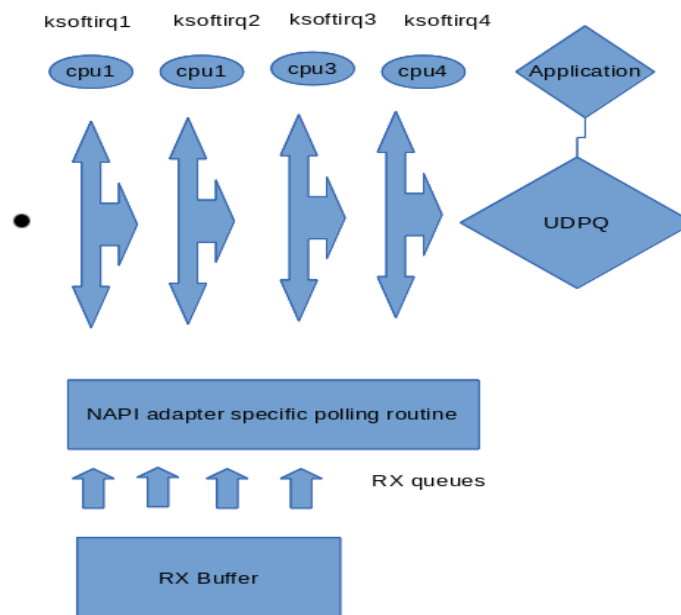 ksoftirq1 ksoftirq2 ksoftirq3 ksoftirq4
cpu1 cpu1 cpu3 cpu4 Application
UDPQ
NAPI adapter specific polling routine
RX queues
RX Buffer